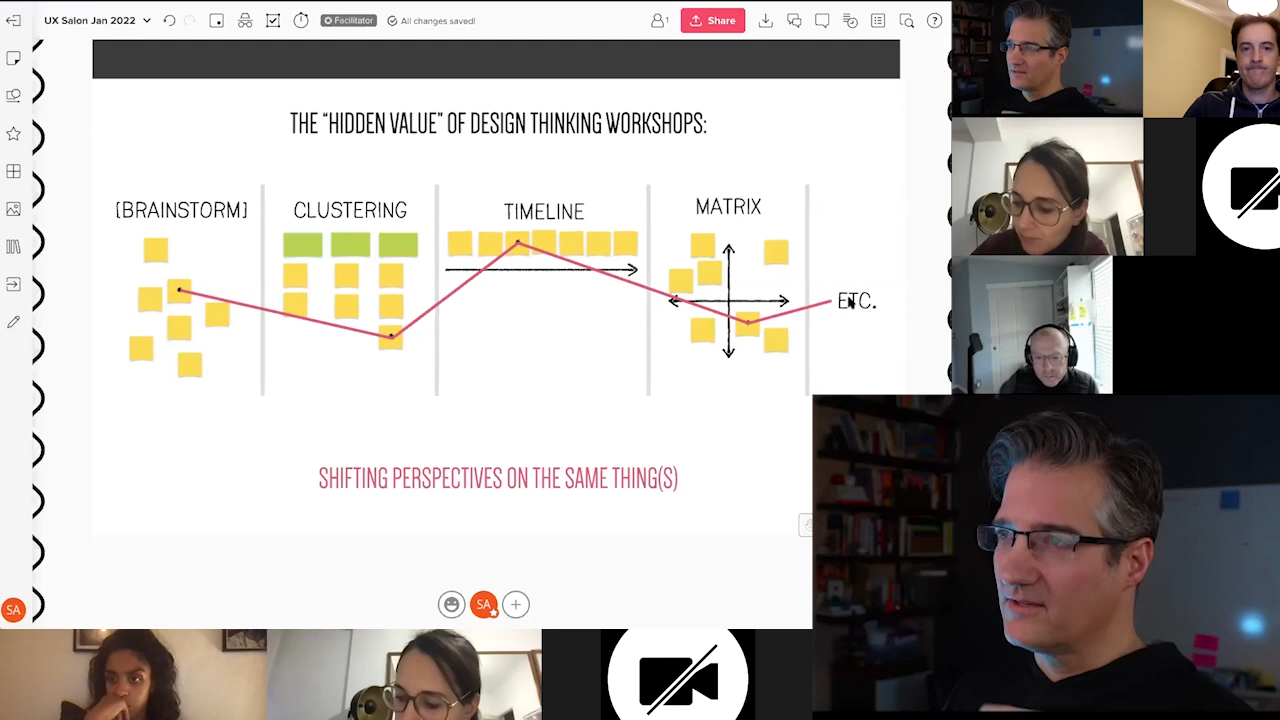 UX Salon Jan 2022
Facilitator
All changes saved!
1
Share
?
THE “HIDDEN VALUE” OF DESIGN THINKING WORKSHOPS:
[BRAINSTORM]
CLUSTERING
TIMELINE
MATRIX
ETC.
SHIFTING PERSPECTIVES ON THE SAME THING(S)
SA
SA